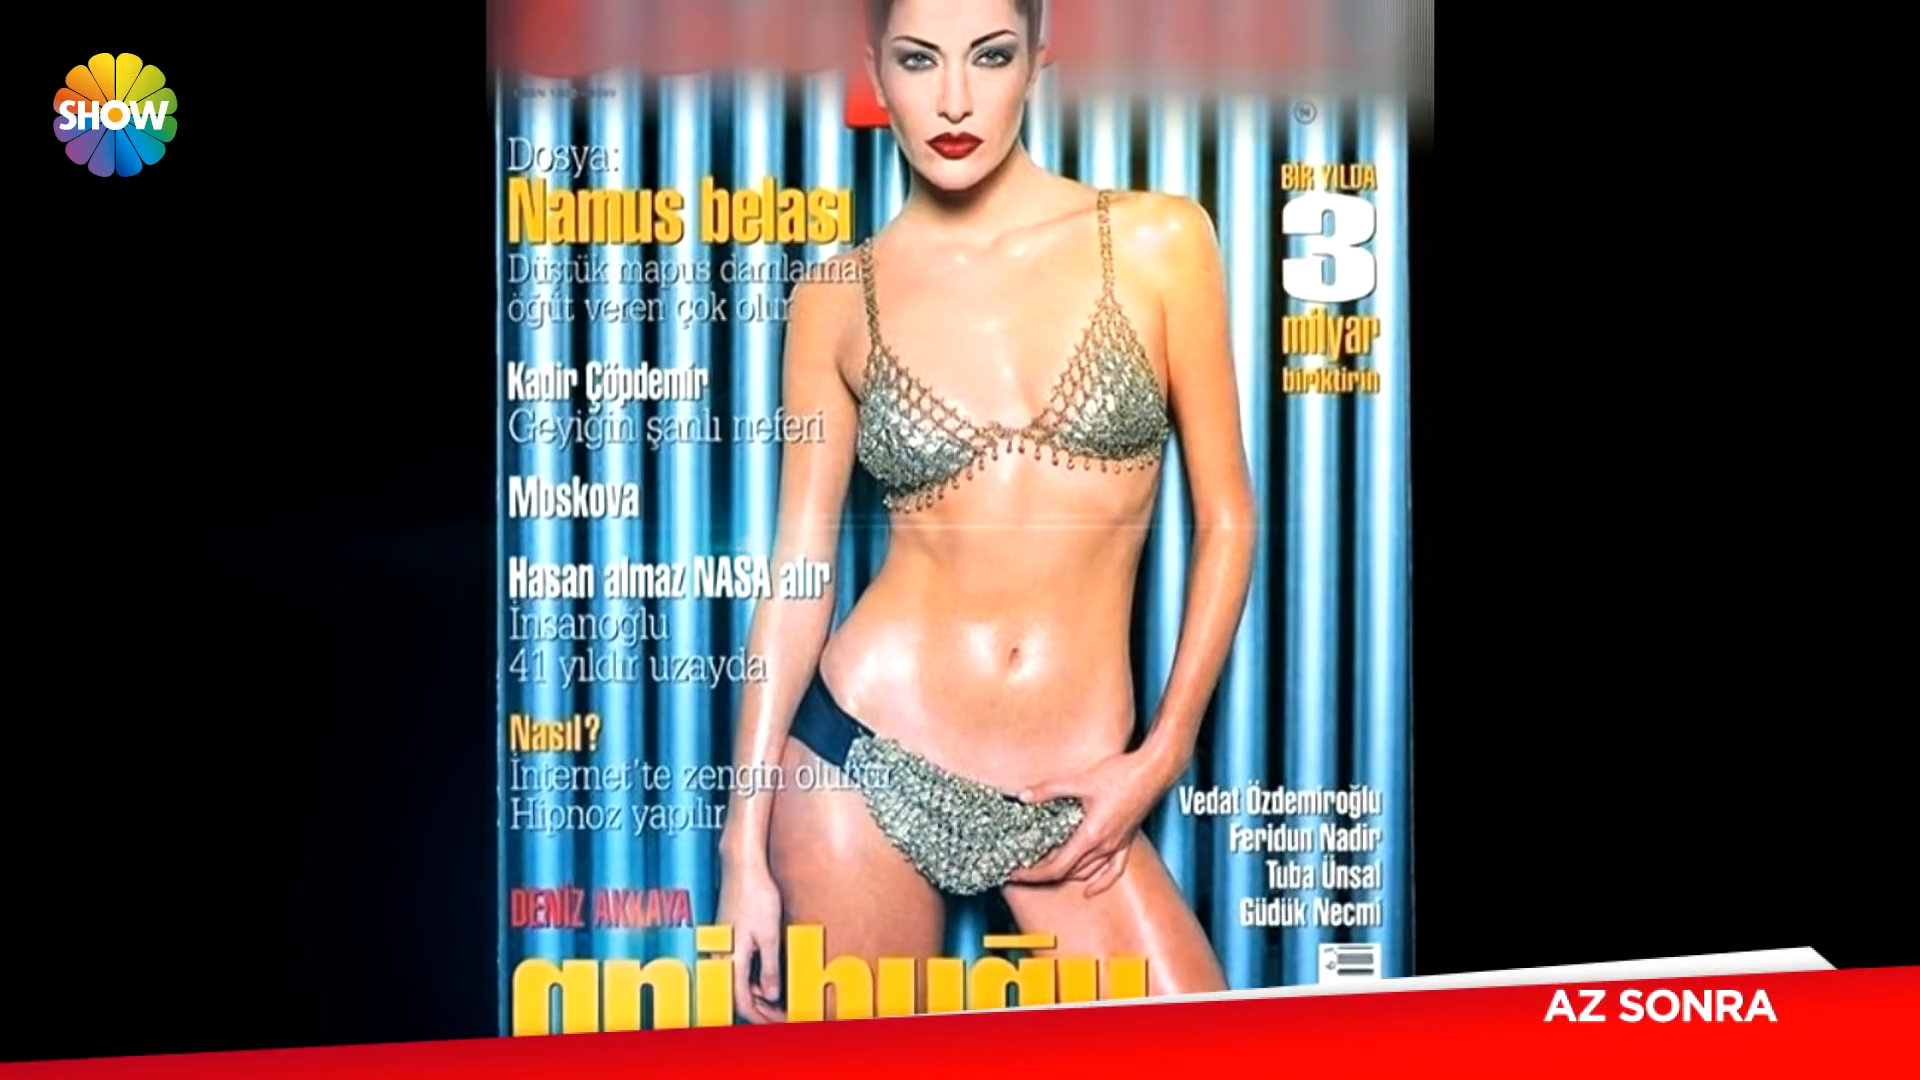 SHOW
Dosya:
Namus belası
Düştük mapus damlarına
öğüt veren çok olur
Kadir Çöpdemir
Geyiğin şanlı neferi
Moskova
Hasan almaz NASA alır
İnsanoğlu
41 yıldır uzayda
Nasıl?
İnternet'te zengin olunur
Hipnoz yapılır
DENİZ AKKAYA
BİR YILDA
3
milyar
biriktirin
Vedat Özdemiroğlu
Feridun Nadir
Tuba Ünsal
Güdük Necmi
AZ SONRA